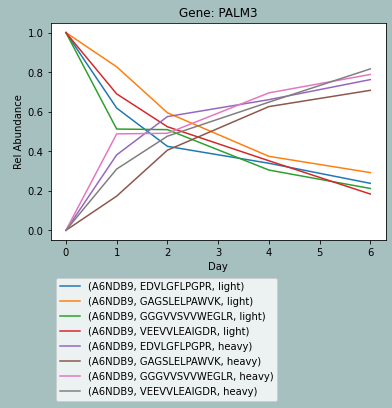 Gene: PALM3
1.0
0.8
0.6
0.4
0.2
0.0
Rel Abundance
0 1 2 3 4 5 6
Day
(A6NDB9, EDVLGFLPGPR, light)
(A6NDB9, GAGSLELPAWVK, light)
(A6NDB9, GGGVVSVVWEGLR, light)
(A6NDB9, VEEVVLEAIGDR, light)
(A6NDB9, EDVLGFLPGPR, heavy)
(A6NDB9, GAGSLELPAWVK, heavy)
(A6NDB9, GGGVVSVVWEGLR, heavy)
(A6NDB9, VEEVVLEAIGDR, heavy)